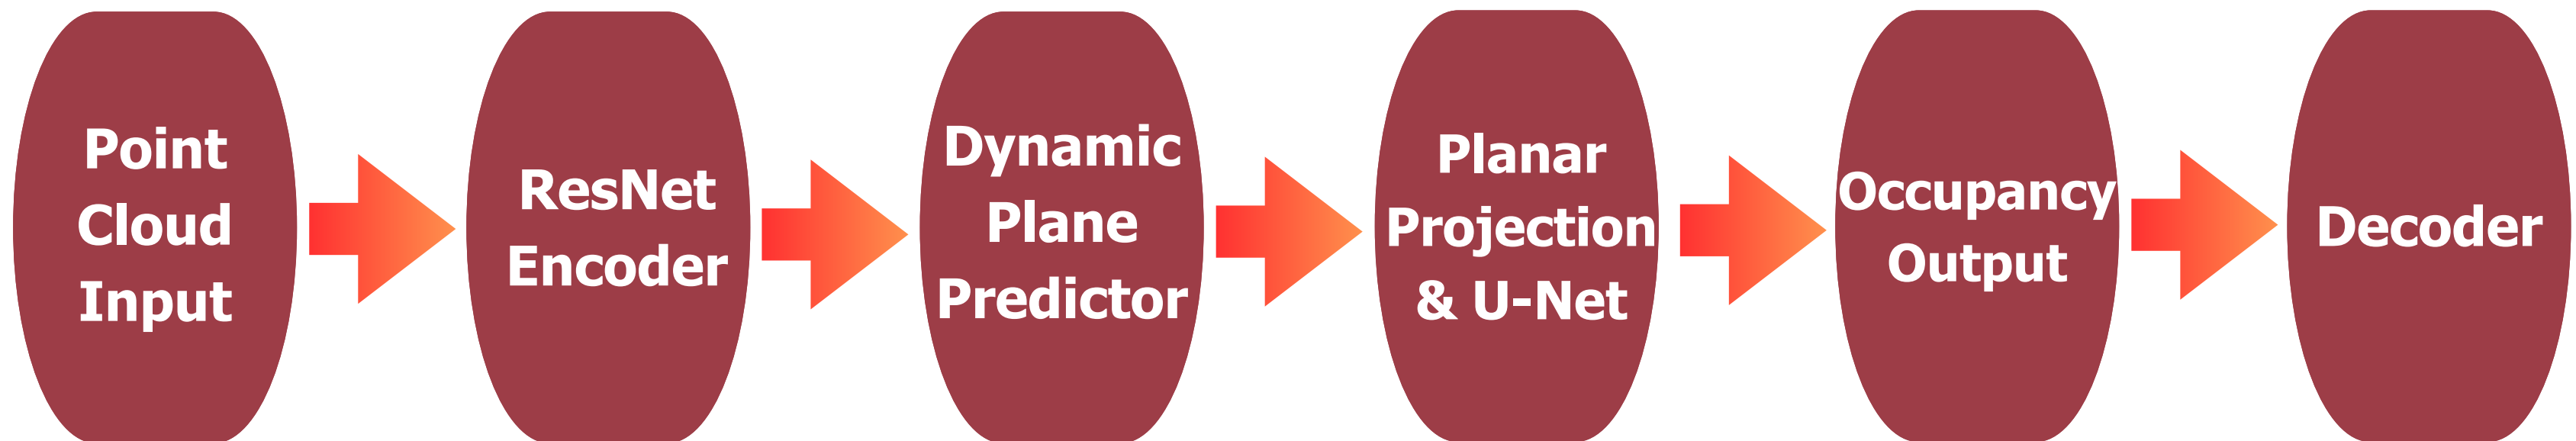 Point
Cloud
Input
ResNet
Encoder
Dynamic
Plane
Predictor
Planar
Projection
& U-Net
Occupancy
Output
Decoder